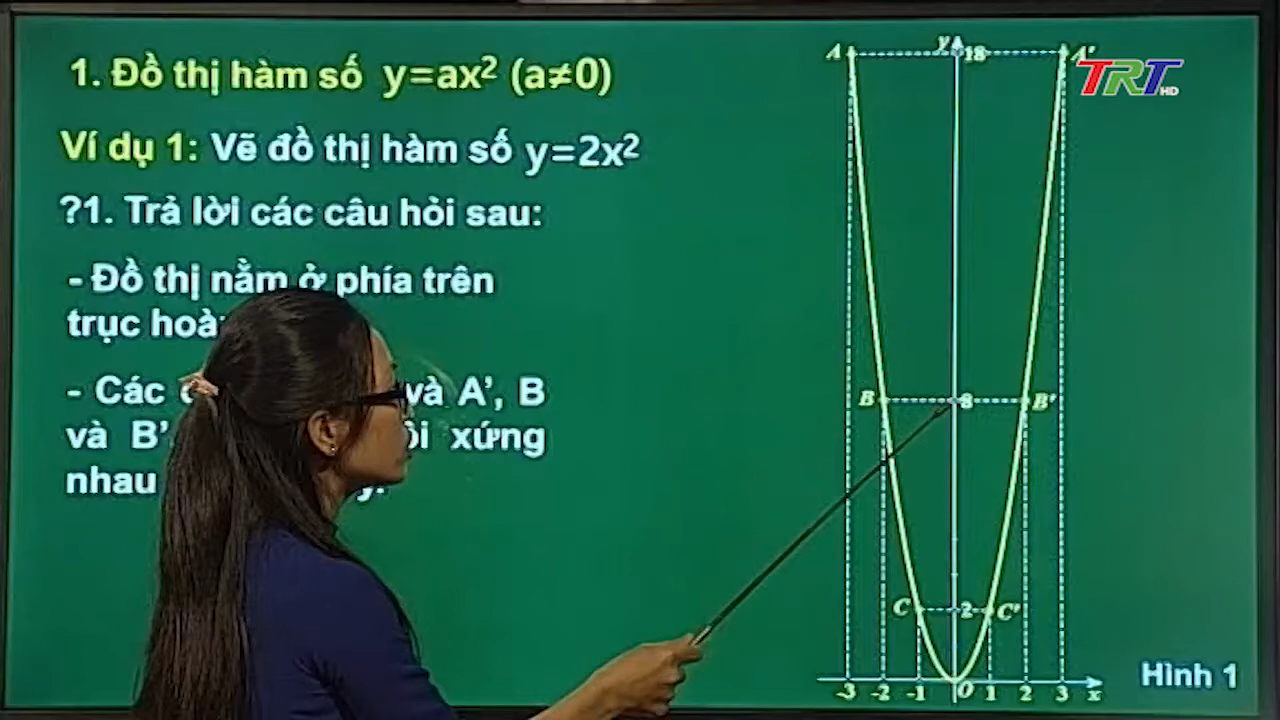 1. Đồ thị hàm số y=ax² (a≠0)
Ví dụ 1: Vẽ đồ thị hàm số y=2x²
?1. Trả lời các câu hỏi sau:
- Đồ thị nằm ở phía trên
trục
- Các và A', B
và B' xứng
nhau
A y 18 A'
TRT HD
B 8 B'
C 2 C'
-3 -2 -1 O 1 2 3 x
Hình 1